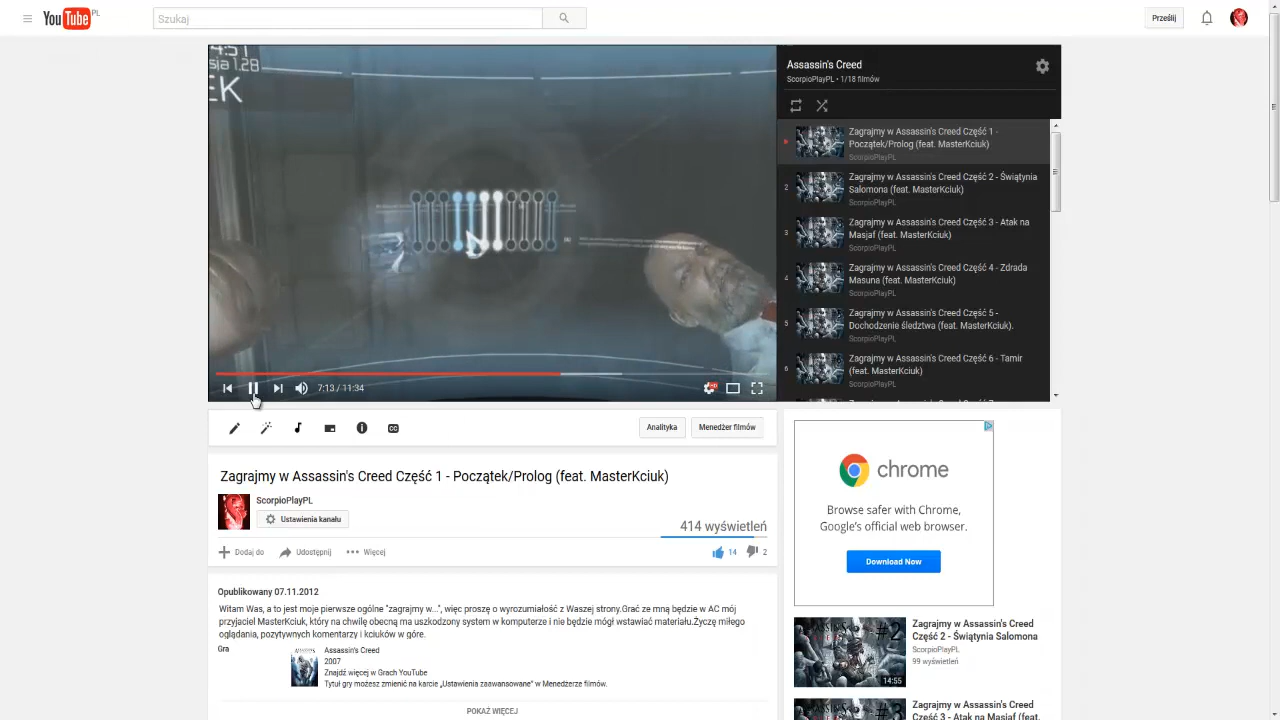 YouTube PL
Szukaj
Prześlij
4:51
sja 1.28
EK
7:13 / 11:34
Assassin's Creed
ScorpioPlayPL • 1/18 filmów
Zagrajmy w Assassin's Creed Część 1 -
Początek/Prolog (feat. MasterKciuk)
ScorpioPlayPL
2
Zagrajmy w Assassin's Creed Część 2 - Świątynia
Salomona (feat. MasterKciuk)
ScorpioPlayPL
3
Zagrajmy w Assassin's Creed Część 3 - Atak na
Masjaf (feat. MasterKciuk)
ScorpioPlayPL
4
Zagrajmy w Assassin's Creed Część 4 - Zdrada
Masuna (feat. MasterKciuk)
ScorpioPlayPL
5
Zagrajmy w Assassin's Creed Część 5 -
Dochodzenie śledztwa (feat. MasterKciuk).
ScorpioPlayPL
6
Zagrajmy w Assassin's Creed Część 6 - Tamir
(feat. MasterKciuk)
ScorpioPlayPL
Analityka
Menedżer filmów
Zagrajmy w Assassin's Creed Część 1 - Początek/Prolog (feat. MasterKciuk)
ScorpioPlayPL
Ustawienia kanału
414 wyświetleń
Dodaj do
Udostępnij
Więcej
14
2
Opublikowany 07.11.2012
Witam Was, a to jest moje pierwsze ogólne "zagrajmy w...", więc proszę o wyrozumiałość z Waszej strony.Grać ze mną będzie w AC mój
przyjaciel MasterKciuk, który na chwilę obecną ma uszkodzony system w komputerze i nie będzie mógł wstawiać materiału.Życzę miłego
oglądania, pozytywnych komentarzy i kciuków w górę.
Gra
Assassin's Creed
2007
Znajdź więcej w Grach YouTube
Tytuł gry możesz zmienić na karcie „Ustawienia zaawansowane" w Menedżerze filmów.
POKAŻ WIĘCEJ
chrome
Browse safer with Chrome,
Google's official web browser.
Download Now
#2
14:55
Zagrajmy w Assassin's Creed
Część 2 - Świątynia Salomona
ScorpioPlayPL
99 wyświetleń
#3
Zagrajmy w Assassin's Creed
Część 3 - Atak na Masjaf (feat.